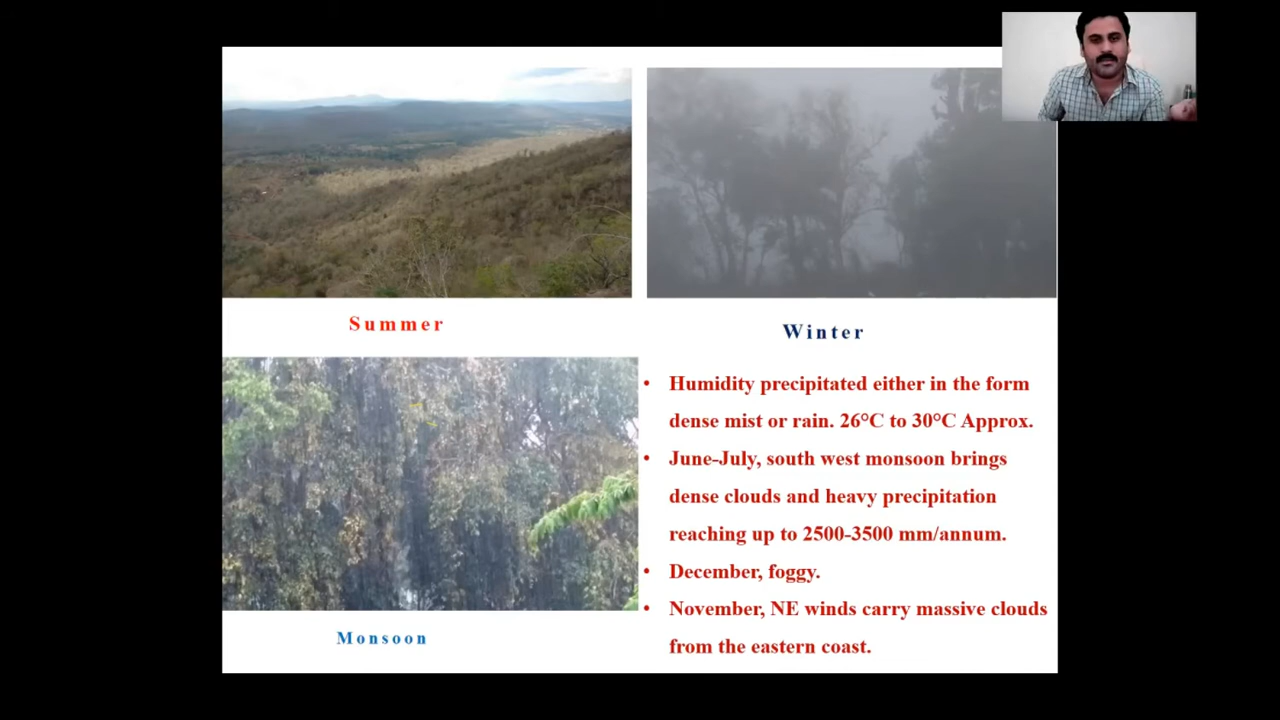 Summer
Winter
Humidity precipitated either in the form
dense mist or rain. 26°C to 30°C Approx.
June-July, south west monsoon brings
dense clouds and heavy precipitation
reaching up to 2500-3500 mm/annum.
December, foggy.
November, NE winds carry massive clouds
from the eastern coast.
Monsoon